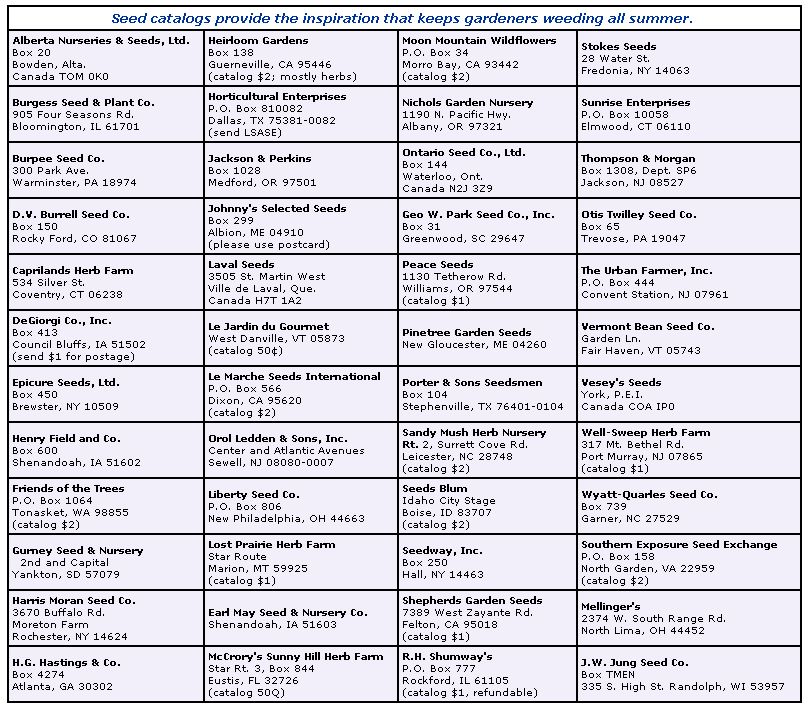 Seed catalogs provide the inspiration that keeps gardeners weeding all summer.
Alberta Nurseries & Seeds, Ltd.
Box 20
Bowden, Alta.
Canada TOM 0K0
Heirloom Gardens
Box 138
Guerneville, CA 95446
(catalog $2; mostly herbs)
Moon Mountain Wildflowers
P.O. Box 34
Morro Bay, CA 93442
(catalog $2)
Stokes Seeds
28 Water St.
Fredonia, NY 14063
Burgess Seed & Plant Co.
905 Four Seasons Rd.
Bloomington, IL 61701
Horticultural Enterprises
P.O. Box 810082
Dallas, TX 75381-0082
(send LSASE)
Nichols Garden Nursery
1190 N. Pacific Hwy.
Albany, OR 97321
Sunrise Enterprises
P.O. Box 10058
Elmwood, CT 06110
Burpee Seed Co.
300 Park Ave.
Warminster, PA 18974
Jackson & Perkins
Box 1028
Medford, OR 97501
Ontario Seed Co., Ltd.
Box 144
Waterloo, Ont.
Canada N2J 3Z9
Thompson & Morgan
Box 1308, Dept. SP6
Jackson, NJ 08527
D.V. Burrell Seed Co.
Box 150
Rocky Ford, CO 81067
Johnny's Selected Seeds
Box 299
Albion, ME 04910
(please use postcard)
Geo W. Park Seed Co., Inc.
Box 31
Greenwood, SC 29647
Otis Twilley Seed Co.
Box 65
Trevose, PA 19047
Caprilands Herb Farm
534 Silver St.
Coventry, CT 06238
Laval Seeds
3505 St. Martin West
Ville de Laval, Que.
Canada H7T 1A2
Peace Seeds
1130 Tetherow Rd.
Williams, OR 97544
(catalog $1)
The Urban Farmer, Inc.
P.O. Box 444
Convent Station, NJ 07961
DeGiorgi Co., Inc.
Box 413
Council Bluffs, IA 51502
(send $1 for postage)
Le Jardin du Gourmet
West Danville, VT 05873
(catalog 50¢)
Pinetree Garden Seeds
New Gloucester, ME 04260
Vermont Bean Seed Co.
Garden Ln.
Fair Haven, VT 05743
Epicure Seeds, Ltd.
Box 450
Brewster, NY 10509
Le Marche Seeds International
P.O. Box 566
Dixon, CA 95620
(catalog $2)
Porter & Sons Seedsmen
Box 104
Stephenville, TX 76401-0104
Vesey's Seeds
York, P.E.I.
Canada COA IP0
Henry Field and Co.
Box 600
Shenandoah, IA 51602
Orol Ledden & Sons, Inc.
Center and Atlantic Avenues
Sewell, NJ 08080-0007
Sandy Mush Herb Nursery
Rt. 2, Surrett Cove Rd.
Leicester, NC 28748
(catalog $2)
Well-Sweep Herb Farm
317 Mt. Bethel Rd.
Port Murray, NJ 07865
(catalog $1)
Friends of the Trees
P.O. Box 1064
Tonasket, WA 98855
(catalog $2)
Liberty Seed Co.
P.O. Box 806
New Philadelphia, OH 44663
Seeds Blum
Idaho City Stage
Boise, ID 83707
(catalog $2)
Wyatt-Quarles Seed Co.
Box 739
Garner, NC 27529
Gurney Seed & Nursery
2nd and Capital
Yankton, SD 57079
Lost Prairie Herb Farm
Star Route
Marion, MT 59925
(catalog $1)
Seedway, Inc.
Box 250
Hall, NY 14463
Southern Exposure Seed Exchange
P.O. Box 158
North Garden, VA 22959
(catalog $2)
Harris Moran Seed Co.
3670 Buffalo Rd.
Moreton Farm
Rochester, NY 14624
Earl May Seed & Nursery Co.
Shenandoah, IA 51603
Shepherds Garden Seeds
7389 West Zayante Rd.
Felton, CA 95018
(catalog $1)
Mellinger's
2374 W. South Range Rd.
North Lima, OH 44452
H.G. Hastings & Co.
Box 4274
Atlanta, GA 30302
McCrory's Sunny Hill Herb Farm
Star Rt. 3, Box 844
Eustis, FL 32726
(catalog 50Q)
R.H. Shumway's
P.O. Box 777
Rockford, IL 61105
(catalog $1, refundable)
J.W. Jung Seed Co.
Box TMEN
335 S. High St. Randolph, WI 53957